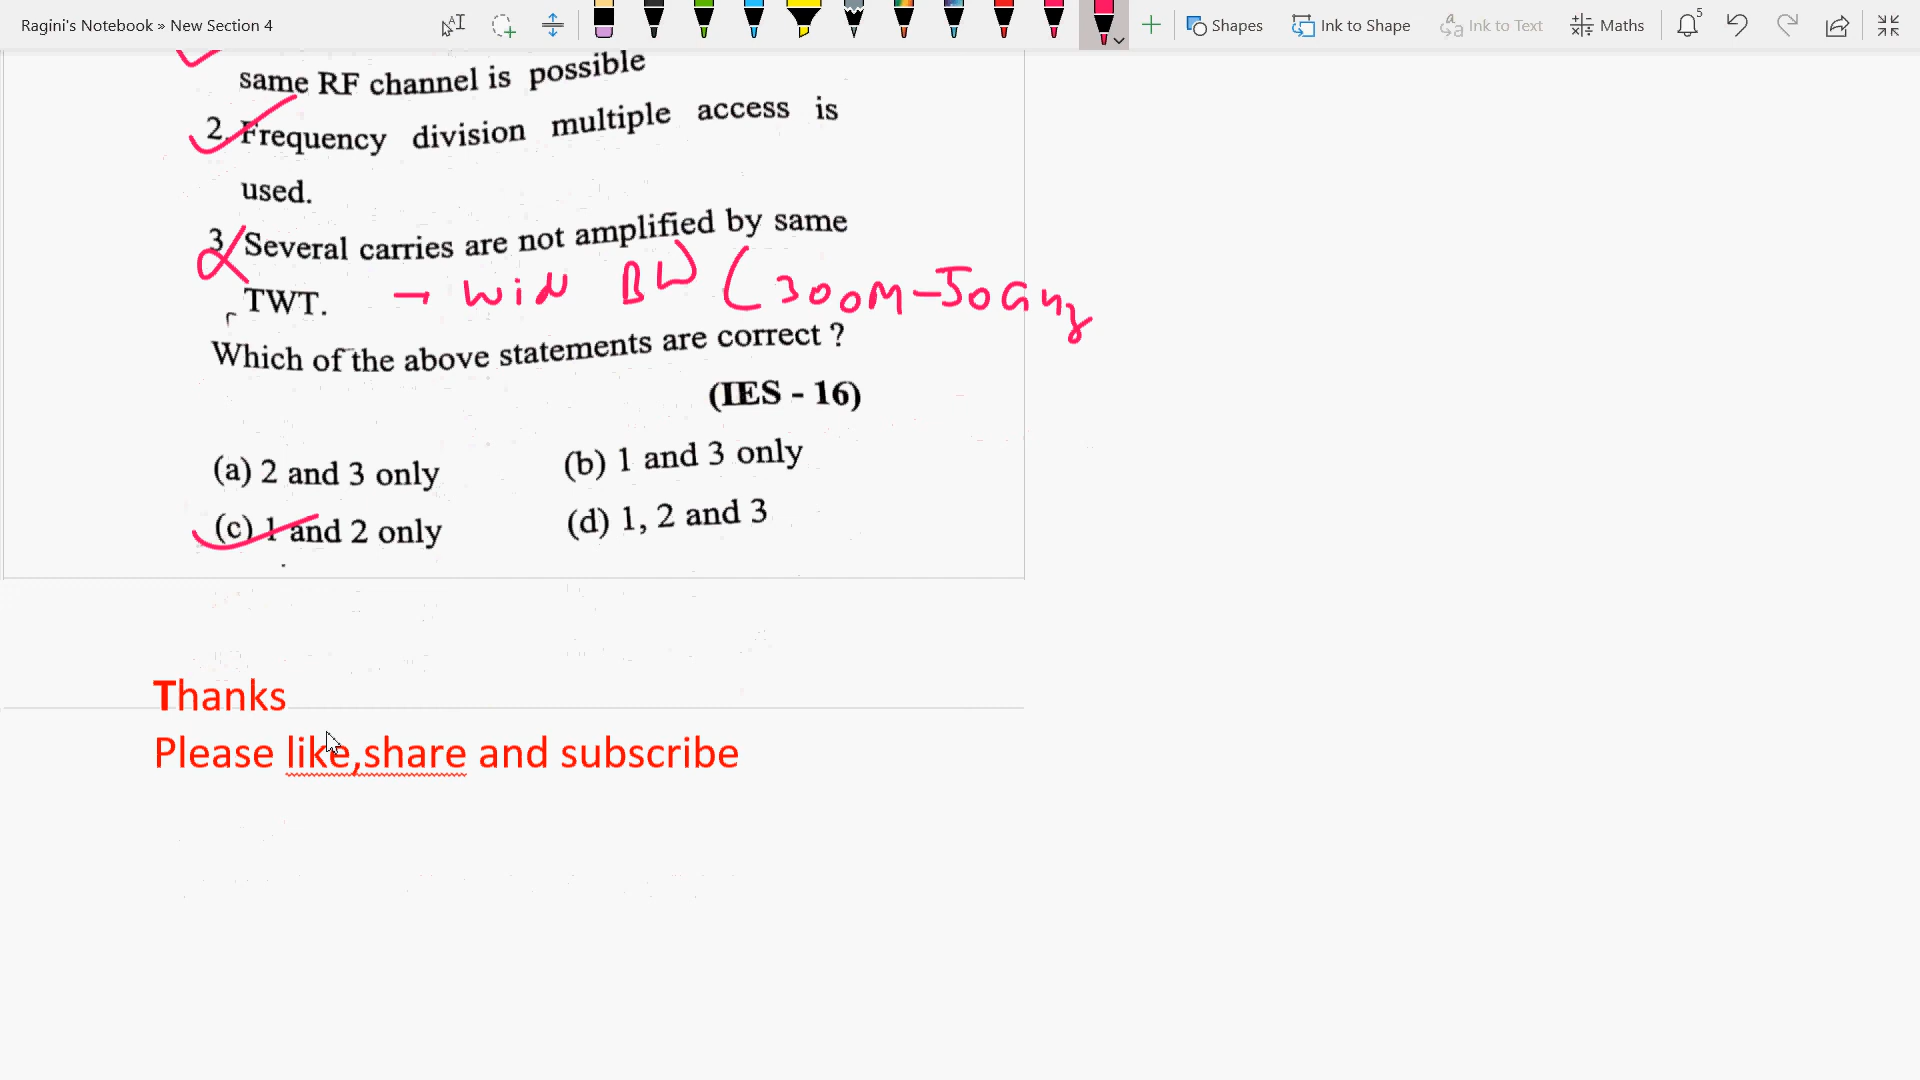 Ragini's Notebook » New Section 4
Shapes
Ink to Shape
Ink to Text
Maths
5
same RF channel is possible
2. Frequency division multiple access is
used.
3 Several carries are not amplified by same
TWT. → BW (300M-50GHz
Which of the above statements are correct ?
(IES - 16)
(a) 2 and 3 only (b) 1 and 3 only
(c) 1 and 2 only (d) 1, 2 and 3
Thanks
Please like,share and subscribe